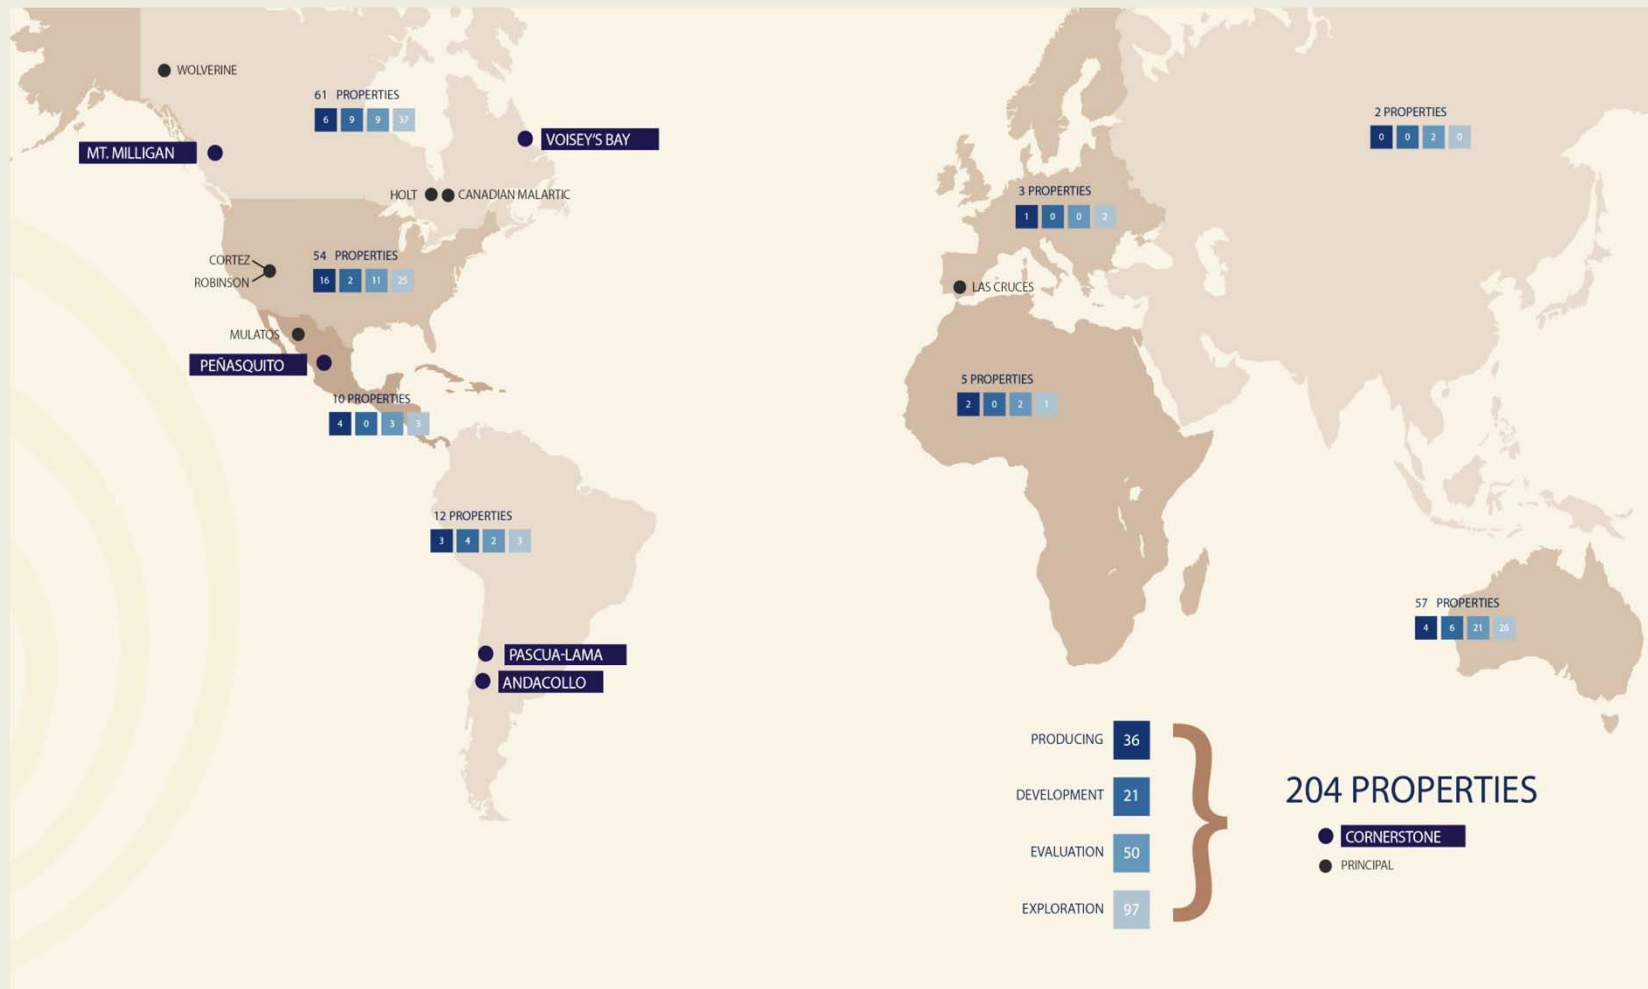 WOLVERINE
61 PROPERTIES
6 9 9 37
VOISEY'S BAY
MT. MILLIGAN
HOLT
CANADIAN MALARTIC
54 PROPERTIES
16 2 11 25
CORTEZ
ROBINSON
MULATOS
PEÑASQUITO
10 PROPERTIES
4 0 3 3
12 PROPERTIES
3 4 2 3
PASCUA-LAMA
ANDACOLLO
2 PROPERTIES
0 0 2 0
3 PROPERTIES
1 0 0 2
LAS CRUCES
5 PROPERTIES
2 0 2 1
57 PROPERTIES
4 6 21 26
PRODUCING 36
DEVELOPMENT 21
EVALUATION 50
EXPLORATION 97
204 PROPERTIES
CORNERSTONE
PRINCIPAL